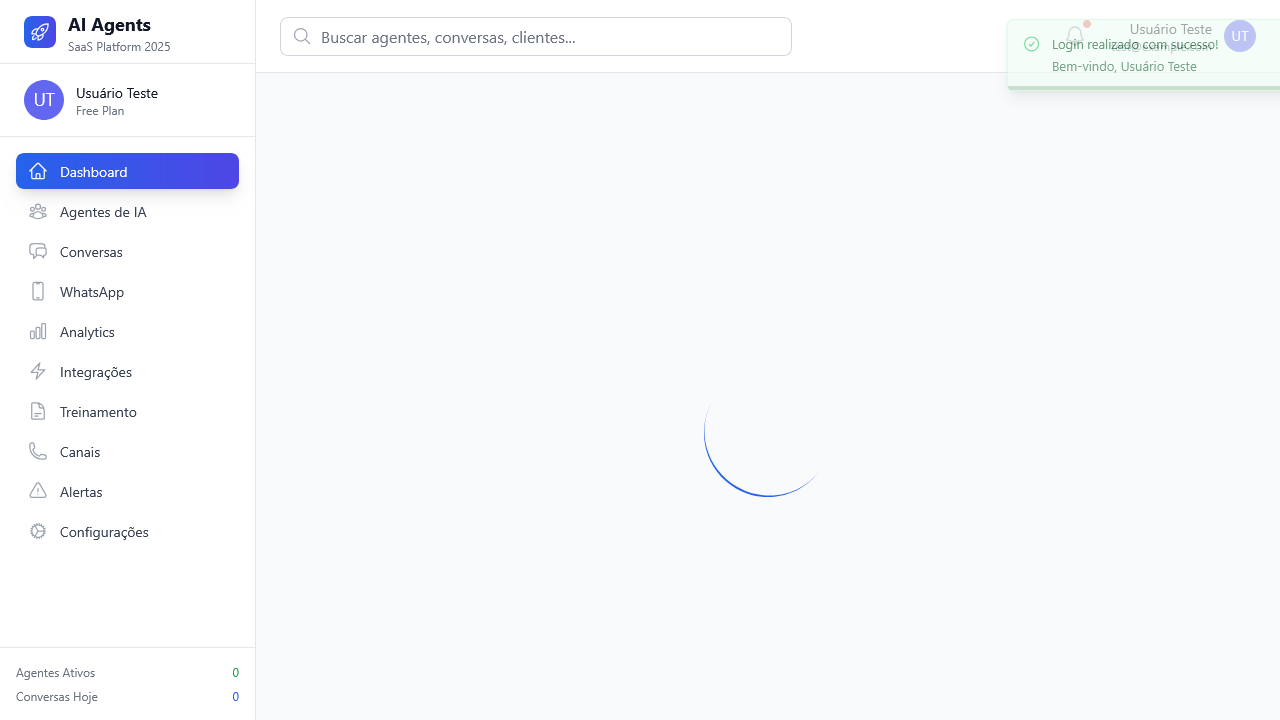 AI Agents
SaaS Platform 2025
UT
Usuário Teste
Free Plan
Dashboard
Agentes de IA
Conversas
WhatsApp
Analytics
Integrações
Treinamento
Canais
Alertas
Configurações
Agentes Ativos 0
Conversas Hoje 0
Buscar agentes, conversas, clientes...
Usuário Teste
UT
Login realizado com sucesso!
Bem-vindo, Usuário Teste